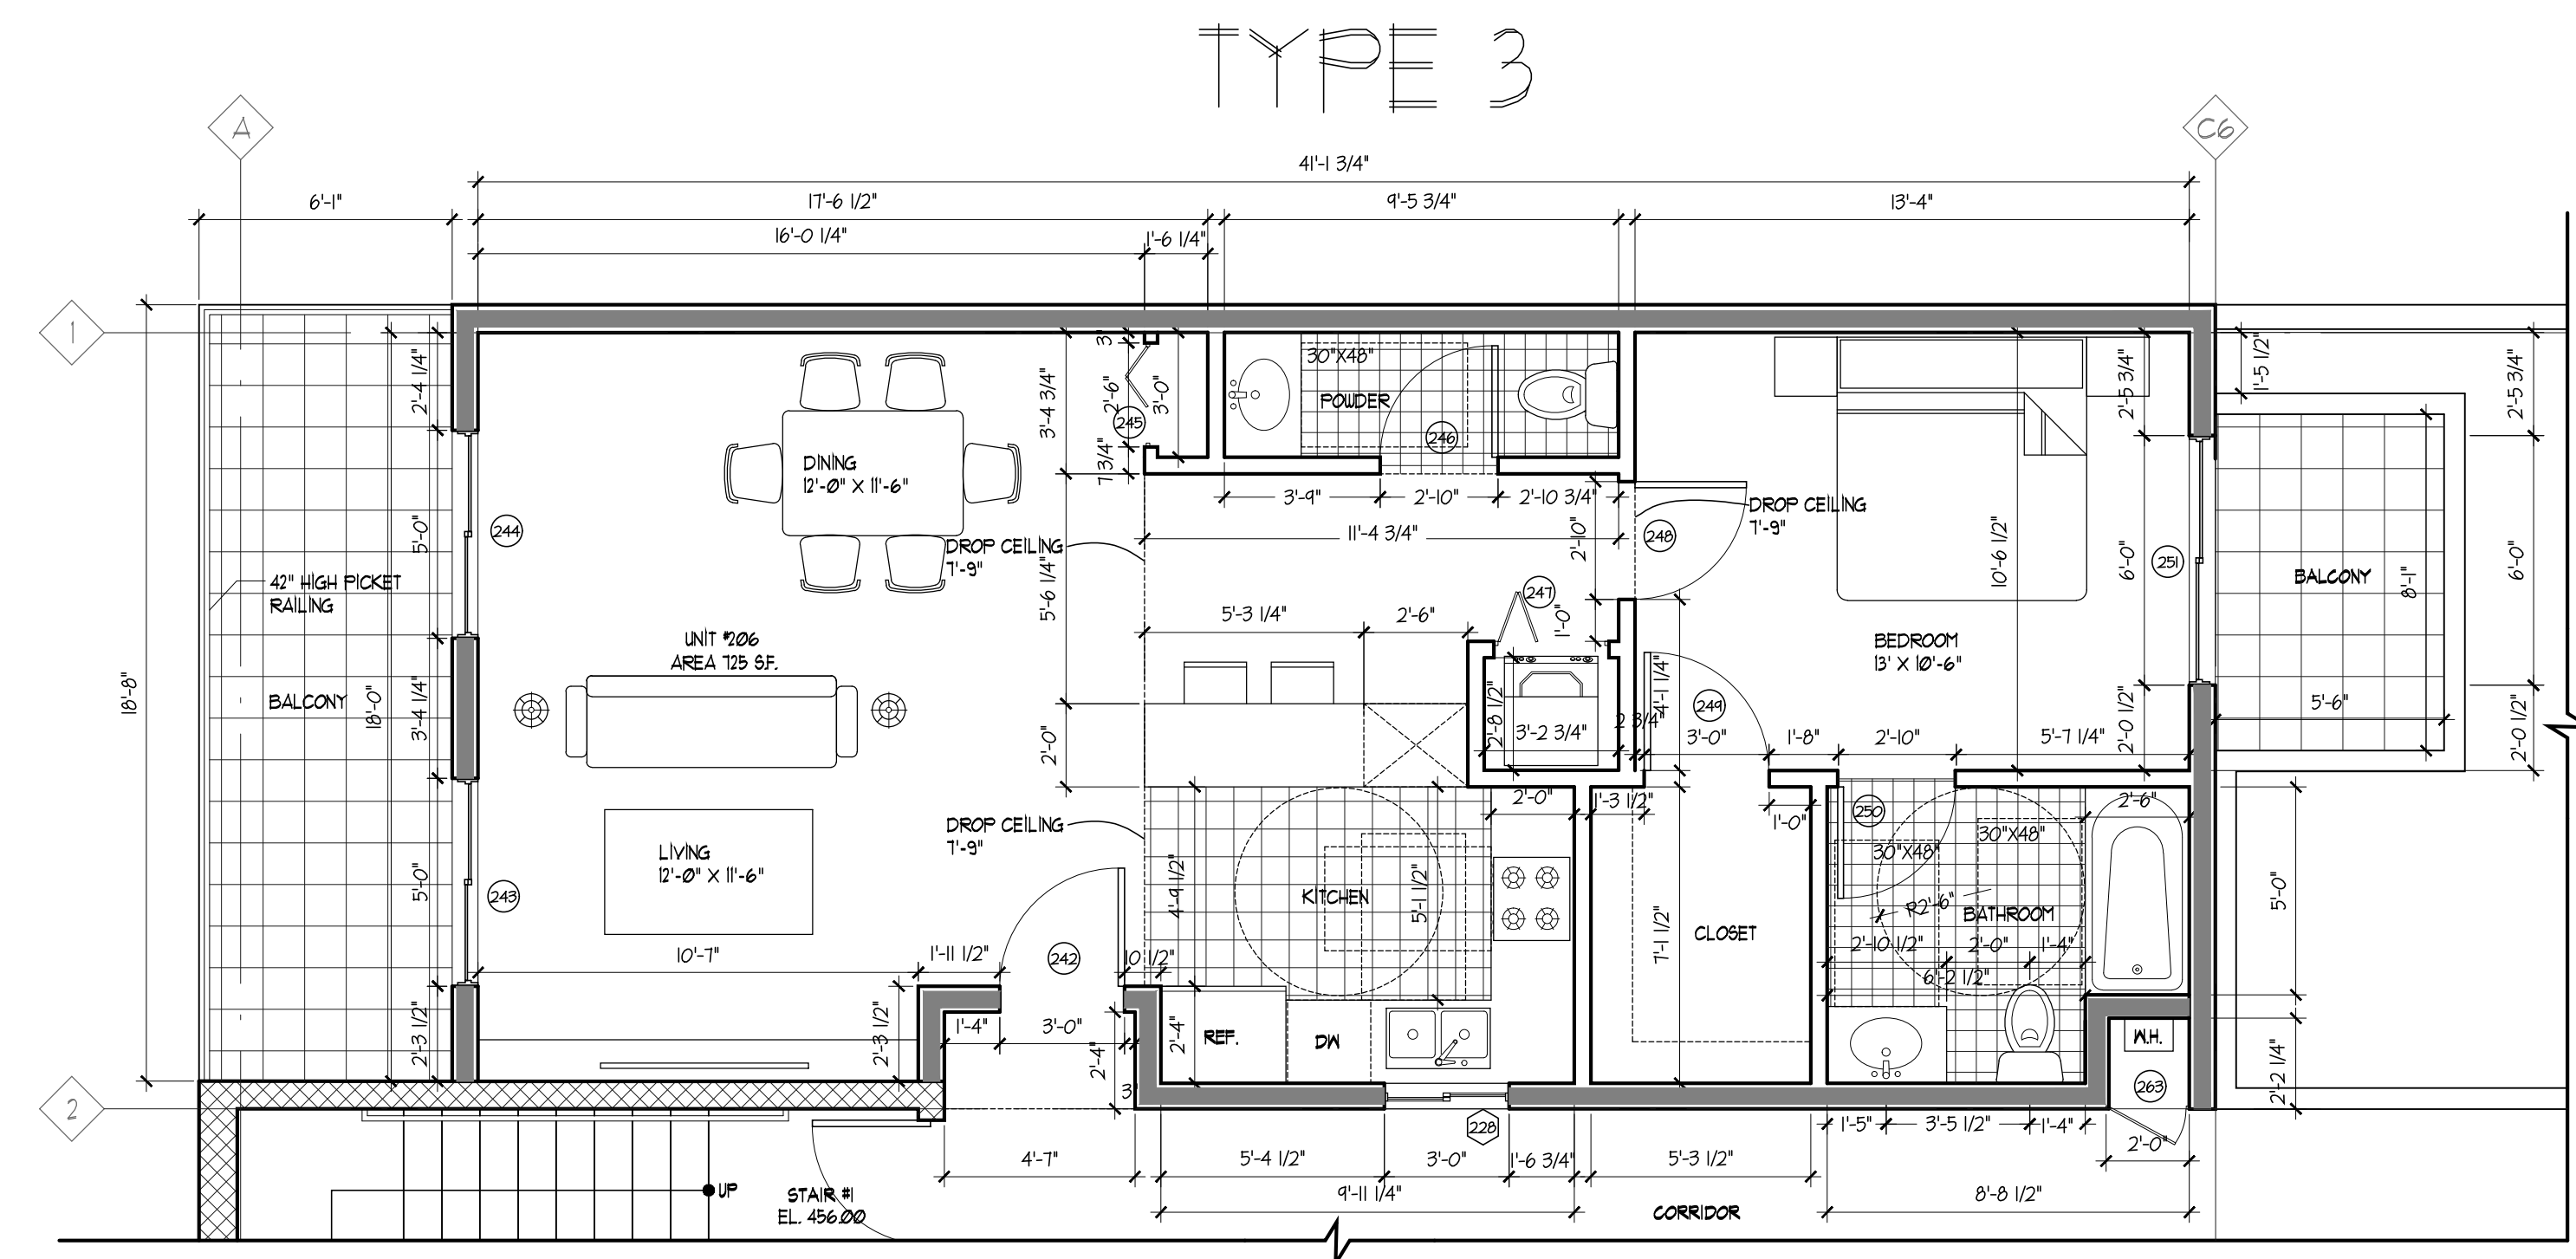 TYPE 3
A
C6
41'-1 3/4"
6'-1"
17'-6 1/2"
9'-5 3/4"
13'-4"
16'-0 1/4"
1'-6 1/4"
1
2'-4 1/4"
3'-4 3/4"
3"
2'-6"
3'-0"
245
7 3/4"
30"X48"
POWDER
246
2'-5 3/4"
1'-5 1/2"
2'-5 3/4"
DINING
12'-0" X 11'-6"
3'-9"
2'-10"
2'-10 3/4"
DROP CEILING
7'-9"
244
5'-0"
DROP CEILING
7'-9"
11'-4 3/4"
2'-10"
248
10'-6 1/2"
6'-0"
251
BALCONY
8'-1"
6'-0"
42" HIGH PICKET
RAILING
5'-6 1/4"
5'-3 1/4"
2'-6"
247
1'-0"
UNIT #206
AREA 725 S.F.
BEDROOM
13' X 10'-6"
18'-8"
BALCONY
18'-0"
3'-4 1/4"
2'-0"
2'-8 1/2"
3'-2 3/4"
2 3/4"
4'-1 1/4"
249
3'-0"
1'-8"
2'-10"
5'-7 1/4"
2'-0 1/2"
5'-6"
2'-0 1/2"
2'-0"
1'-3 1/2"
1'-0"
250
2'-6"
DROP CEILING
7'-9"
30"X48"
30"X48"
LIVING
12'-0" X 11'-6"
243
5'-0"
4'-9 1/2"
KITCHEN
5'-1 1/2"
7'-1 1/2"
CLOSET
R2'-6"
BATHROOM
5'-0"
10'-7"
1'-11 1/2"
242
10 1/2"
2'-10 1/2"
2'-0"
1'-4"
6'-2 1/2"
2'-3 1/2"
2'-3 1/2"
1'-4"
3'-0"
2'-4"
2'-4"
REF.
DW
W.H.
2'-2 1/4"
3"
263
2
228
1'-5"
3'-5 1/2"
1'-4"
2'-0"
4'-7"
5'-4 1/2"
3'-0"
1'-6 3/4"
5'-3 1/2"
UP
STAIR #1
EL. 456.00
9'-11 1/4"
CORRIDOR
8'-8 1/2"